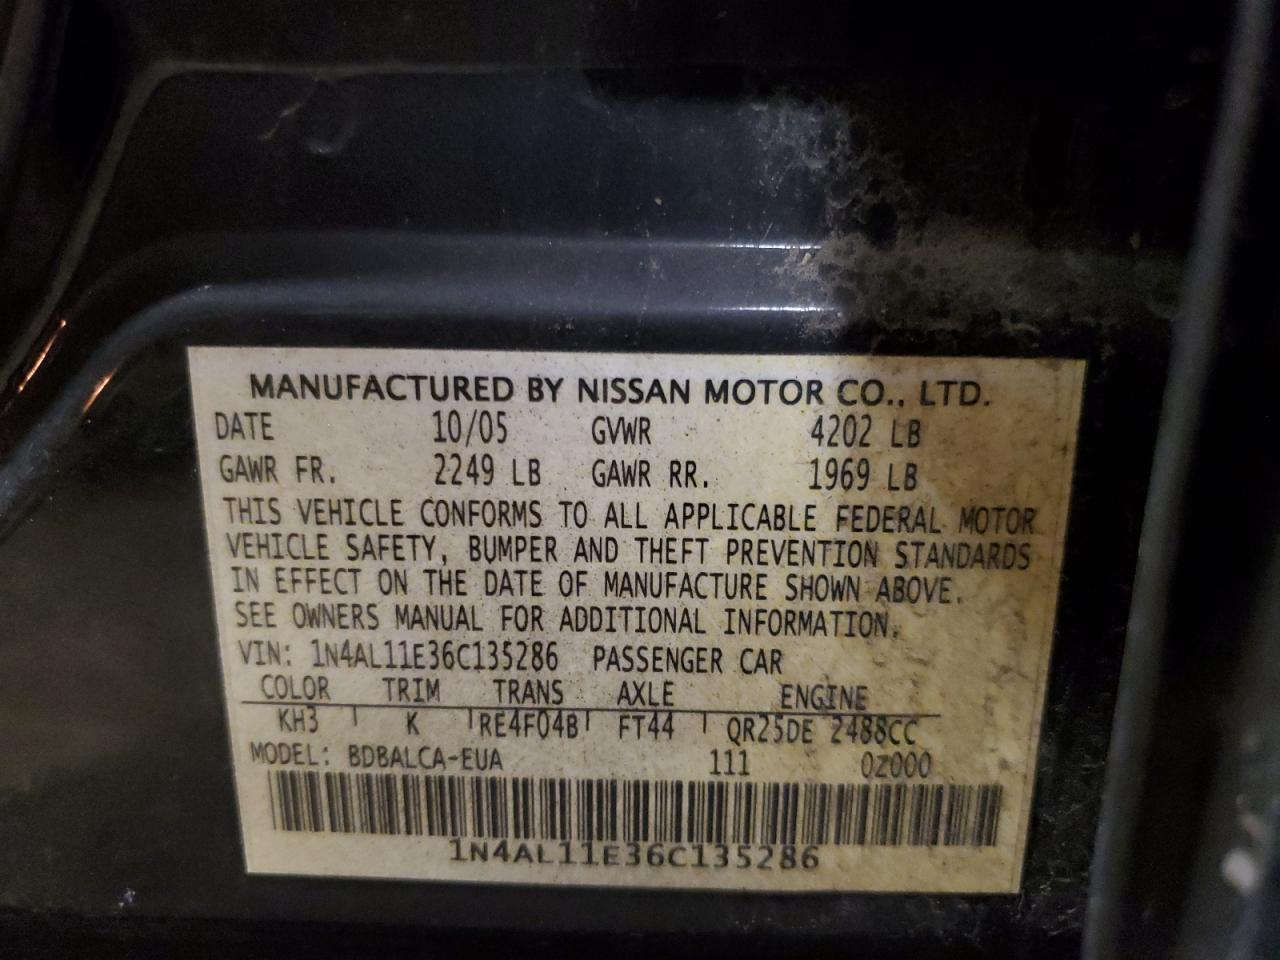 MANUFACTURED BY NISSAN MOTOR CO., LTD.
DATE 10/05 GVWR 4202 LB
GAWR FR. 2249 LB GAWR RR. 1969 LB
THIS VEHICLE CONFORMS TO ALL APPLICABLE FEDERAL MOTOR
VEHICLE SAFETY, BUMPER AND THEFT PREVENTION STANDARDS
IN EFFECT ON THE DATE OF MANUFACTURE SHOWN ABOVE.
SEE OWNERS MANUAL FOR ADDITIONAL INFORMATION.
VIN: 1N4AL11E36C135286 PASSENGER CAR
COLOR TRIM TRANS AXLE ENGINE
KH3 K RE4F04B FT44 QR25DE 2488CC
MODEL: BDBALCA-EUA 111 0Z000
1N4AL11E36C135286